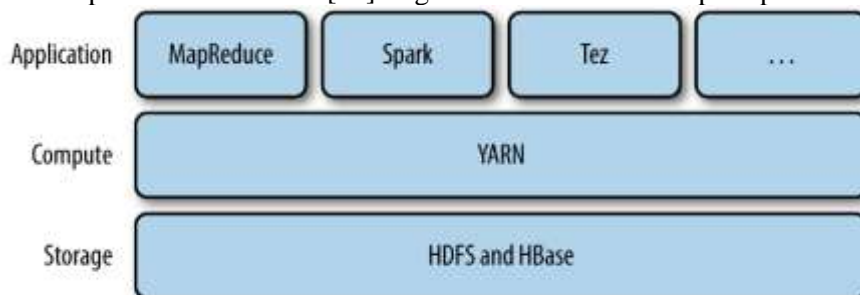 Application MapReduce Spark Tez ...
Compute YARN
Storage HDFS and HBase